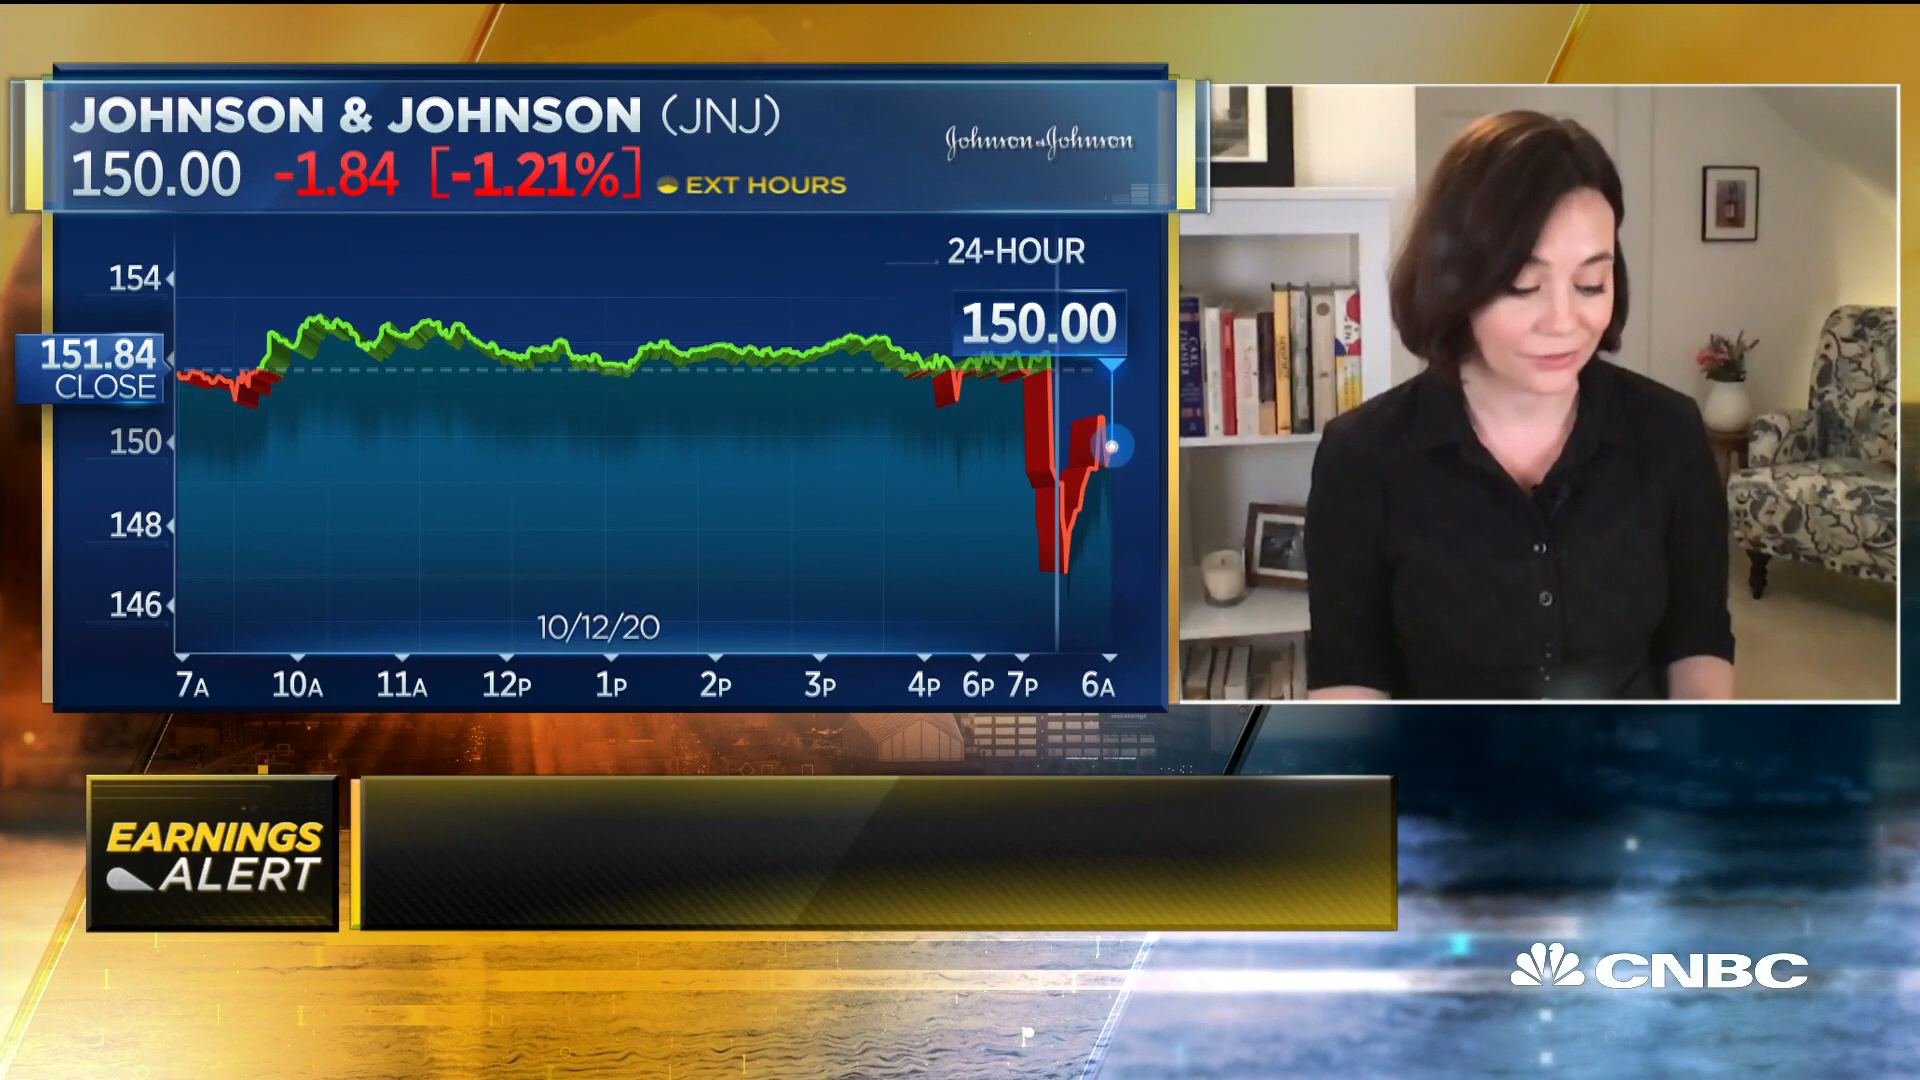 JOHNSON & JOHNSON (JNJ)
150.00 -1.84 [-1.21%] EXT HOURS
Johnson & Johnson
24-HOUR
150.00
154
151.84
CLOSE
150
148
146
10/12/20
7A 10A 11A 12P 1P 2P 3P 4P 6P 7P 6A
CARL
ZIMMER
EARNINGS
ALERT
CNBC